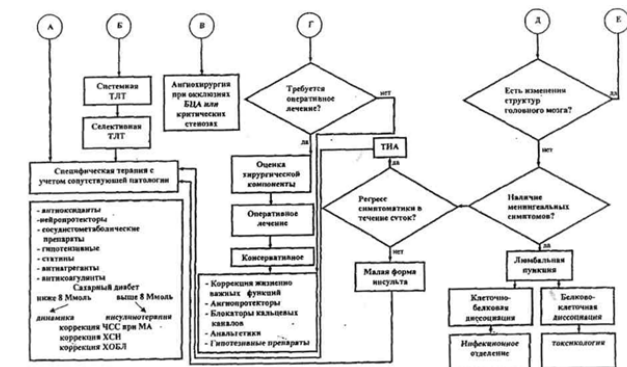 А
Б
В
Г
Д
Е
Системная
ТЛТ
Селективная
ТЛТ
Специфическая терапия с
учетом сопутствующей патологии
- антиоксиданты
- нейропротекторы
- сосудистометаболические
препараты
- гипотензивные
- статины
- антиагреганты
- антикоагулянты
Сахарный диабет
ниже 8 Ммоль
выше 8 Ммоль
динамика
инсулинотерапия
коррекция ЧСС при МА
коррекция ХСН
коррекция ХОБЛ
Ангиохирургия
при окклюзиях
БЦА или
критических
стенозах
Требуется
оперативное
лечение?
нет
да
Оценка
хирургической
компоненты
Оперативное
лечение
Консервативное
- Коррекция жизненно
важных функций
- Ангиопротекторы
- Блокаторы кальцевых
каналов
- Анальгетики
- Гипотезивные препараты
ТИА
да
Регресс
симптоматики в
течение суток?
нет
Малая форма
инсульта
Есть изменения
структур
головного мозга?
да
нет
Наличие
менингеальных
симптомов?
да
Люмбальная
пункция
Клеточно-
белковая
диссоциация
Белково-
клеточная
диссоциация
Инфекционное
отделение
токсикология